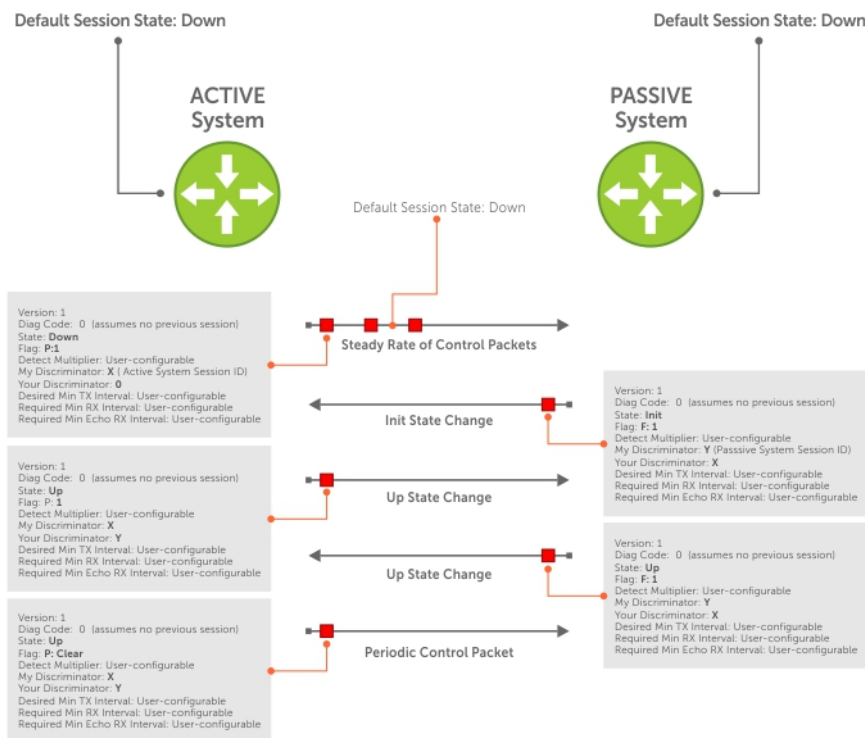 Default Session State: Down
Default Session State: Down
ACTIVE
System
PASSIVE
System
Default Session State: Down
Version: 1
Diag Code: 0 (assumes no previous session)
State: Down
Flag: P:1
Detect Multiplier: User-configurable
My Discriminator: X ( Active System Session ID)
Your Discriminator: 0
Desired Min TX Interval: User-configurable
Required Min RX Interval: User-configurable
Required Min Echo RX Interval: User-configurable
Steady Rate of Control Packets
Init State Change
Version: 1
Diag Code: 0 (assumes no previous session)
State: Init
Flag: F: 1
Detect Multiplier: User-configurable
My Discriminator: Y (Passsive System Session ID)
Your Discriminator: X
Desired Min TX Interval: User-configurable
Required Min RX Interval: User-configurable
Required Min Echo RX Interval: User-configurable
Version: 1
Diag Code: 0 (assumes no previous session)
State: Up
Flag: P: 1
Detect Multiplier: User-configurable
My Discriminator: X
Your Discriminator: Y
Desired Min TX Interval: User-configurable
Required Min RX Interval: User-configurable
Required Min Echo RX Interval: User-configurable
Up State Change
Up State Change
Version: 1
Diag Code: 0 (assumes no previous session)
State: Up
Flag: F: 1
Detect Multiplier: User-configurable
My Discriminator: Y
Your Discriminator: X
Desired Min TX Interval: User-configurable
Required Min RX Interval: User-configurable
Required Min Echo RX Interval: User-configurable
Version: 1
Diag Code: 0 (assumes no previous session)
State: Up
Flag: P: Clear
Detect Multiplier: User-configurable
My Discriminator: X
Your Discriminator: Y
Desired Min TX Interval: User-configurable
Required Min RX Interval: User-configurable
Required Min Echo RX Interval: User-configurable
Periodic Control Packet